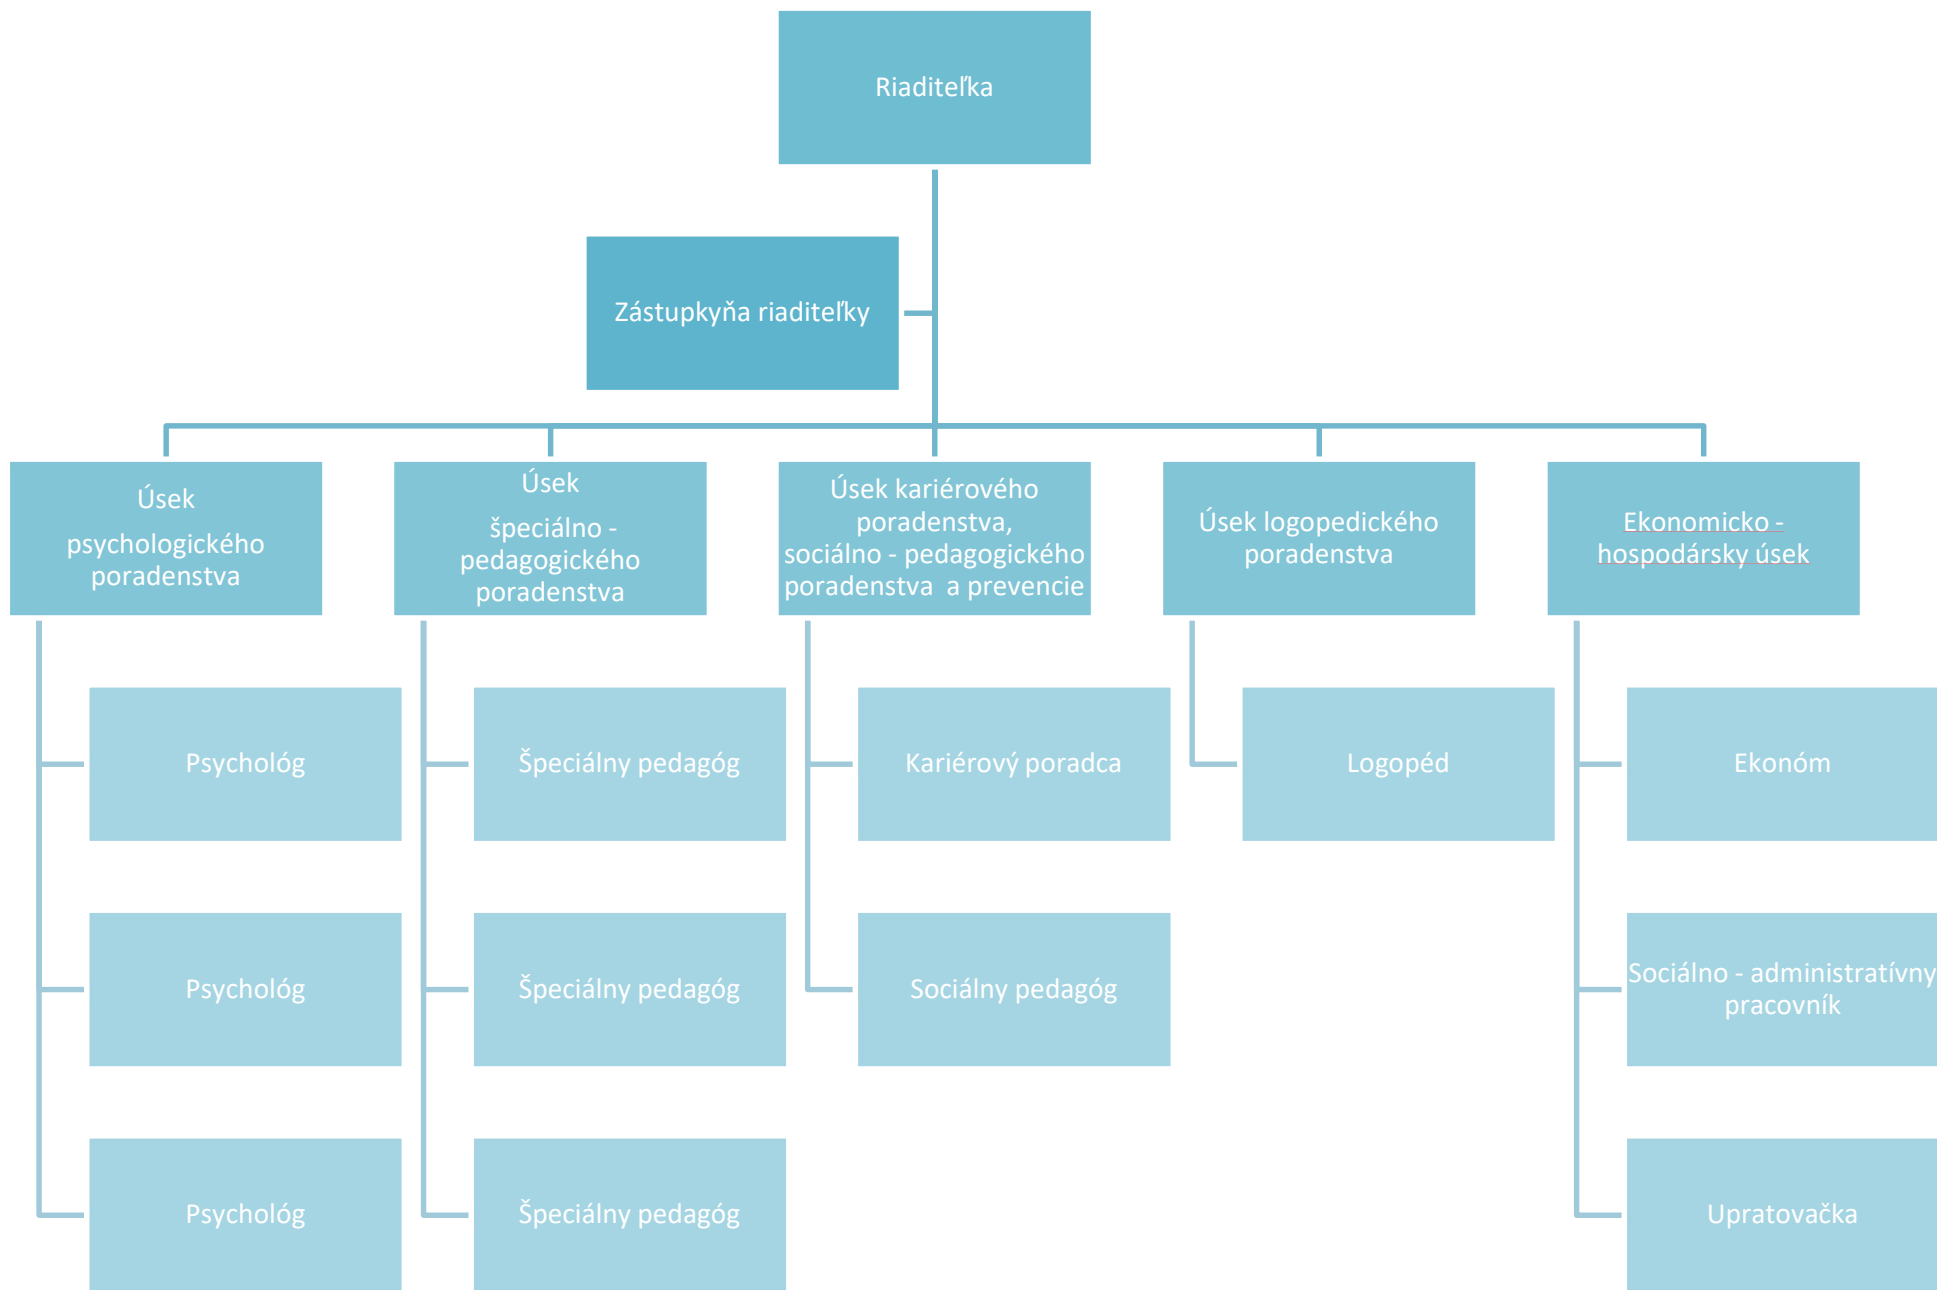 Riaditeľka
Zástupkyňa riaditeľky
Úsek
psychologického
poradenstva
Úsek
špeciálno -
pedagogického
poradenstva
Úsek kariérového
poradenstva,
sociálno - pedagogického
poradenstva a prevencie
Úsek logopedického
poradenstva
Ekonomicko -
hospodársky úsek
Psychológ
Špeciálny pedagóg
Kariérový poradca
Logopéd
Ekonóm
Psychológ
Špeciálny pedagóg
Sociálny pedagóg
Sociálno - administratívny
pracovník
Psychológ
Špeciálny pedagóg
Upratovačka